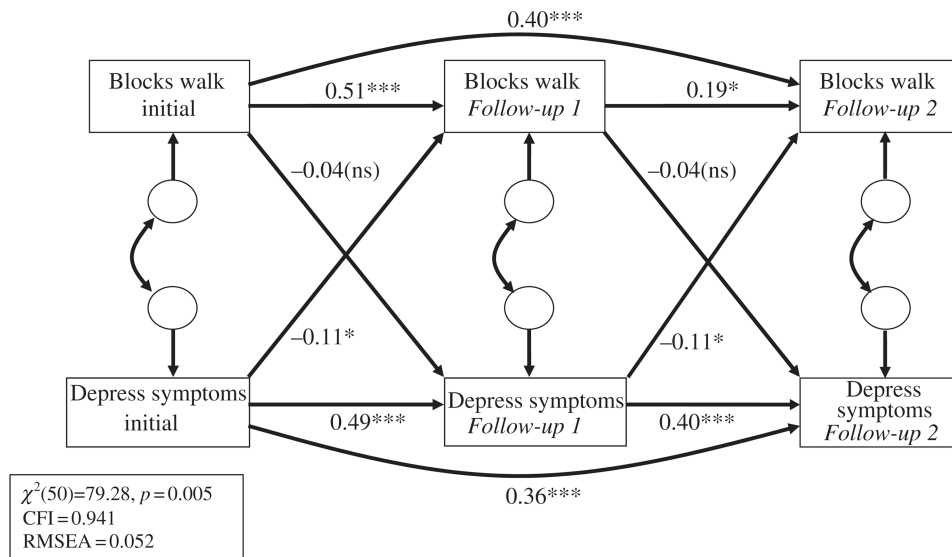 0.40***
Blocks walk
initial
0.51***
Blocks walk
Follow-up 1
0.19*
Blocks walk
Follow-up 2
–0.04(ns)
–0.04(ns)
–0.11*
–0.11*
Depress symptoms
initial
0.49***
Depress symptoms
Follow-up 1
0.40***
Depress
symptoms
Follow-up 2
0.36***
χ²(50)=79.28, p=0.005
CFI=0.941
RMSEA=0.052